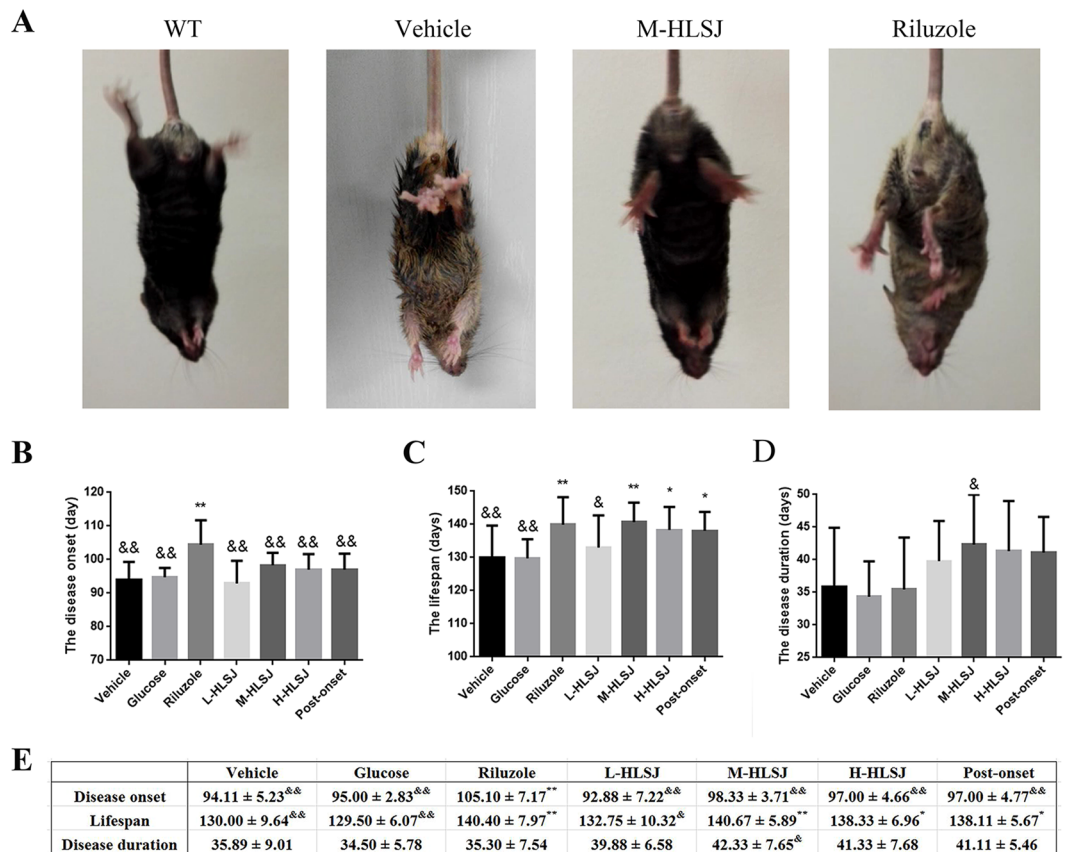 A
WT
Vehicle
M-HLSJ
Riluzole
B
The disease onset (day)
120
110
100
90
80
70
&&
&&
**
&&
&&
&&
&&
Vehicle
Glucose
Riluzole
L-HLSJ
M-HLSJ
H-HLSJ
Post-onset
C
The lifespan (days)
150
140
130
120
110
100
&&
&&
**
&
**
*
*
Vehicle
Glucose
Riluzole
L-HLSJ
M-HLSJ
H-HLSJ
Post-onset
D
The disease duration (days)
50
45
40
35
30
25
&
Vehicle
Glucose
Riluzole
L-HLSJ
M-HLSJ
H-HLSJ
Post-onset
E
Vehicle Glucose Riluzole L-HLSJ M-HLSJ H-HLSJ Post-onset
Disease onset 94.11 ± 5.23&& 95.00 ± 2.83&& 105.10 ± 7.17** 92.88 ± 7.22&& 98.33 ± 3.71&& 97.00 ± 4.66&& 97.00 ± 4.77&&
Lifespan 130.00 ± 9.64&& 129.50 ± 6.07&& 140.40 ± 7.97** 132.75 ± 10.32& 140.67 ± 5.89** 138.33 ± 6.96* 138.11 ± 5.67*
Disease duration 35.89 ± 9.01 34.50 ± 5.78 35.30 ± 7.54 39.88 ± 6.58 42.33 ± 7.65& 41.33 ± 7.68 41.11 ± 5.46